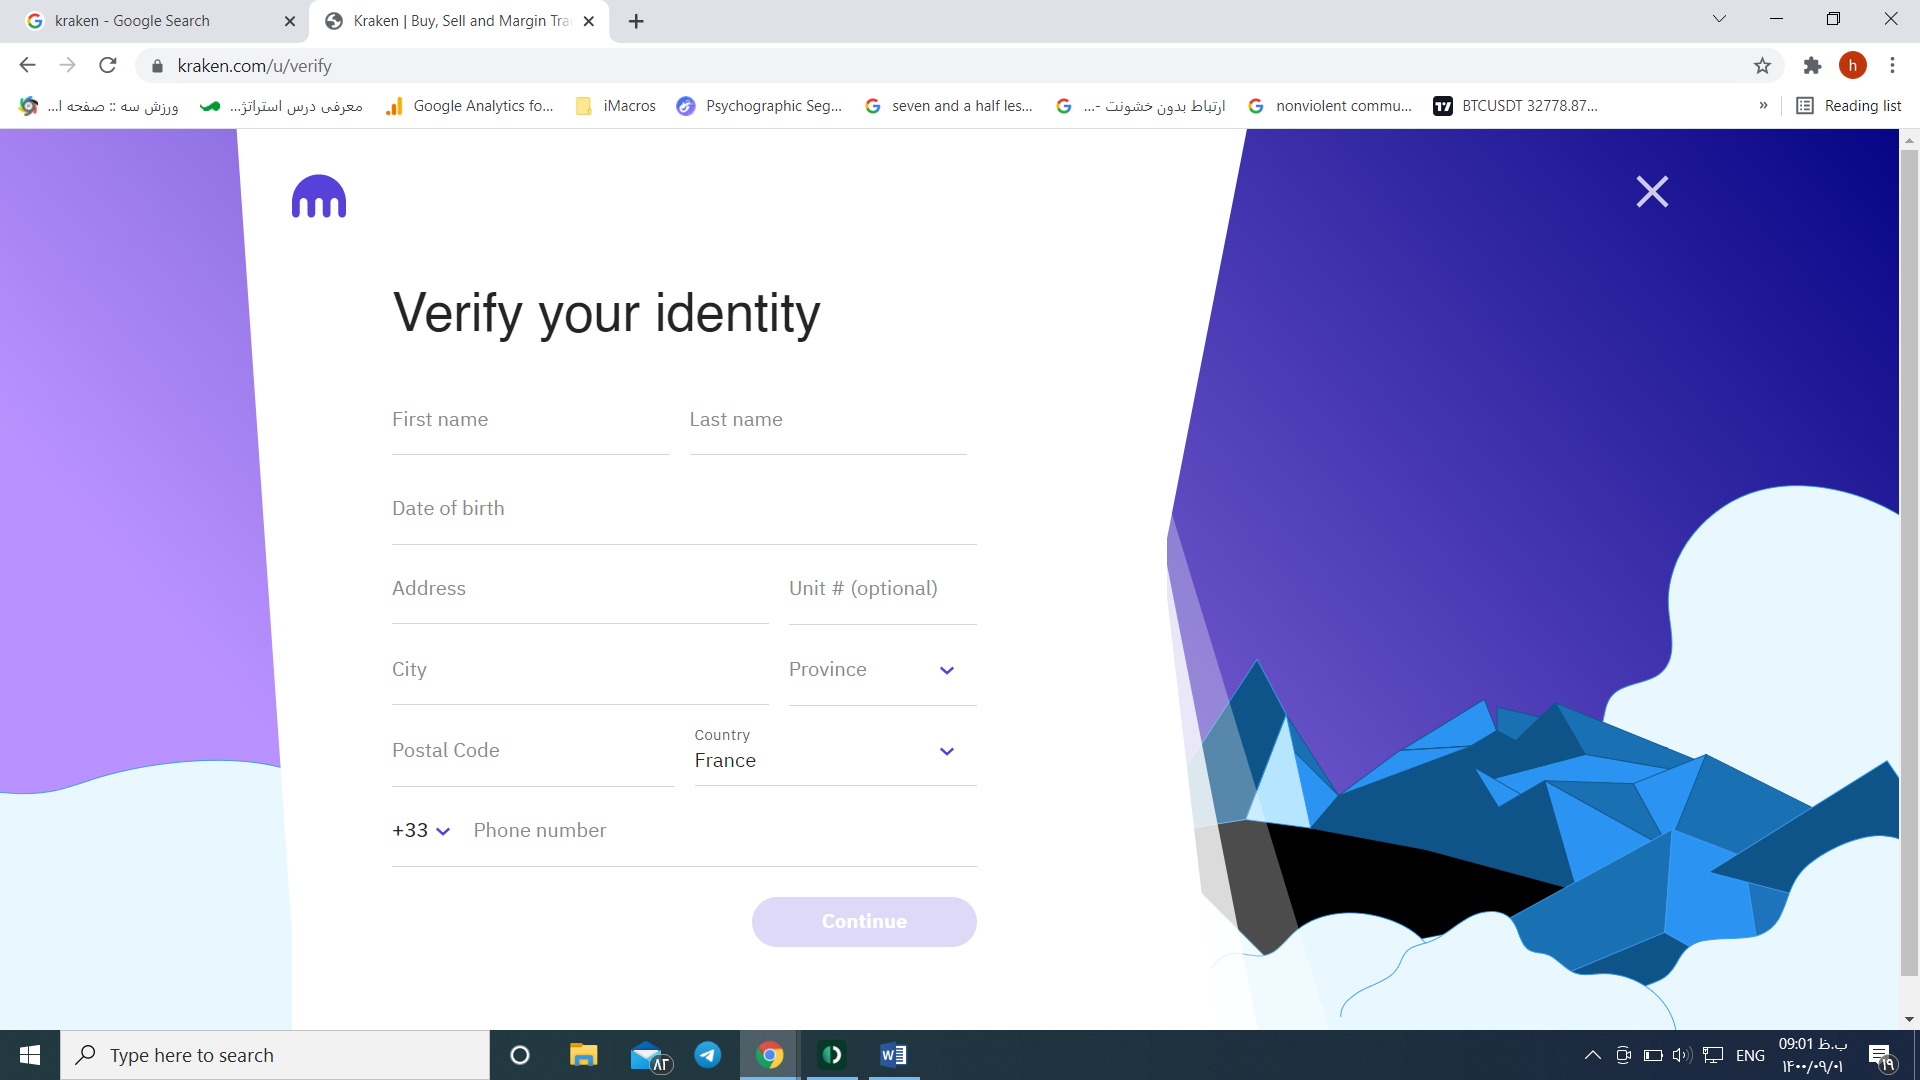 kraken - Google Search
Kraken | Buy, Sell and Margin Tra
kraken.com/u/verify
h
ورزش سه :: صفحه ا...
معرفی درس استراتژ...
Google Analytics fo...
iMacros
Psychographic Seg...
seven and a half les...
ارتباط بدون خشونت -...
nonviolent commu...
BTCUSDT 32778.87...
»
Reading list
Verify your identity
First name
Last name
Date of birth
Address
Unit # (optional)
City
Province
Postal Code
Country
France
+33
Phone number
Continue
Type here to search
۸۲
ENG
09:01 ب.ظ
۱۴۰۰/۰۹/۰۱
۱۹